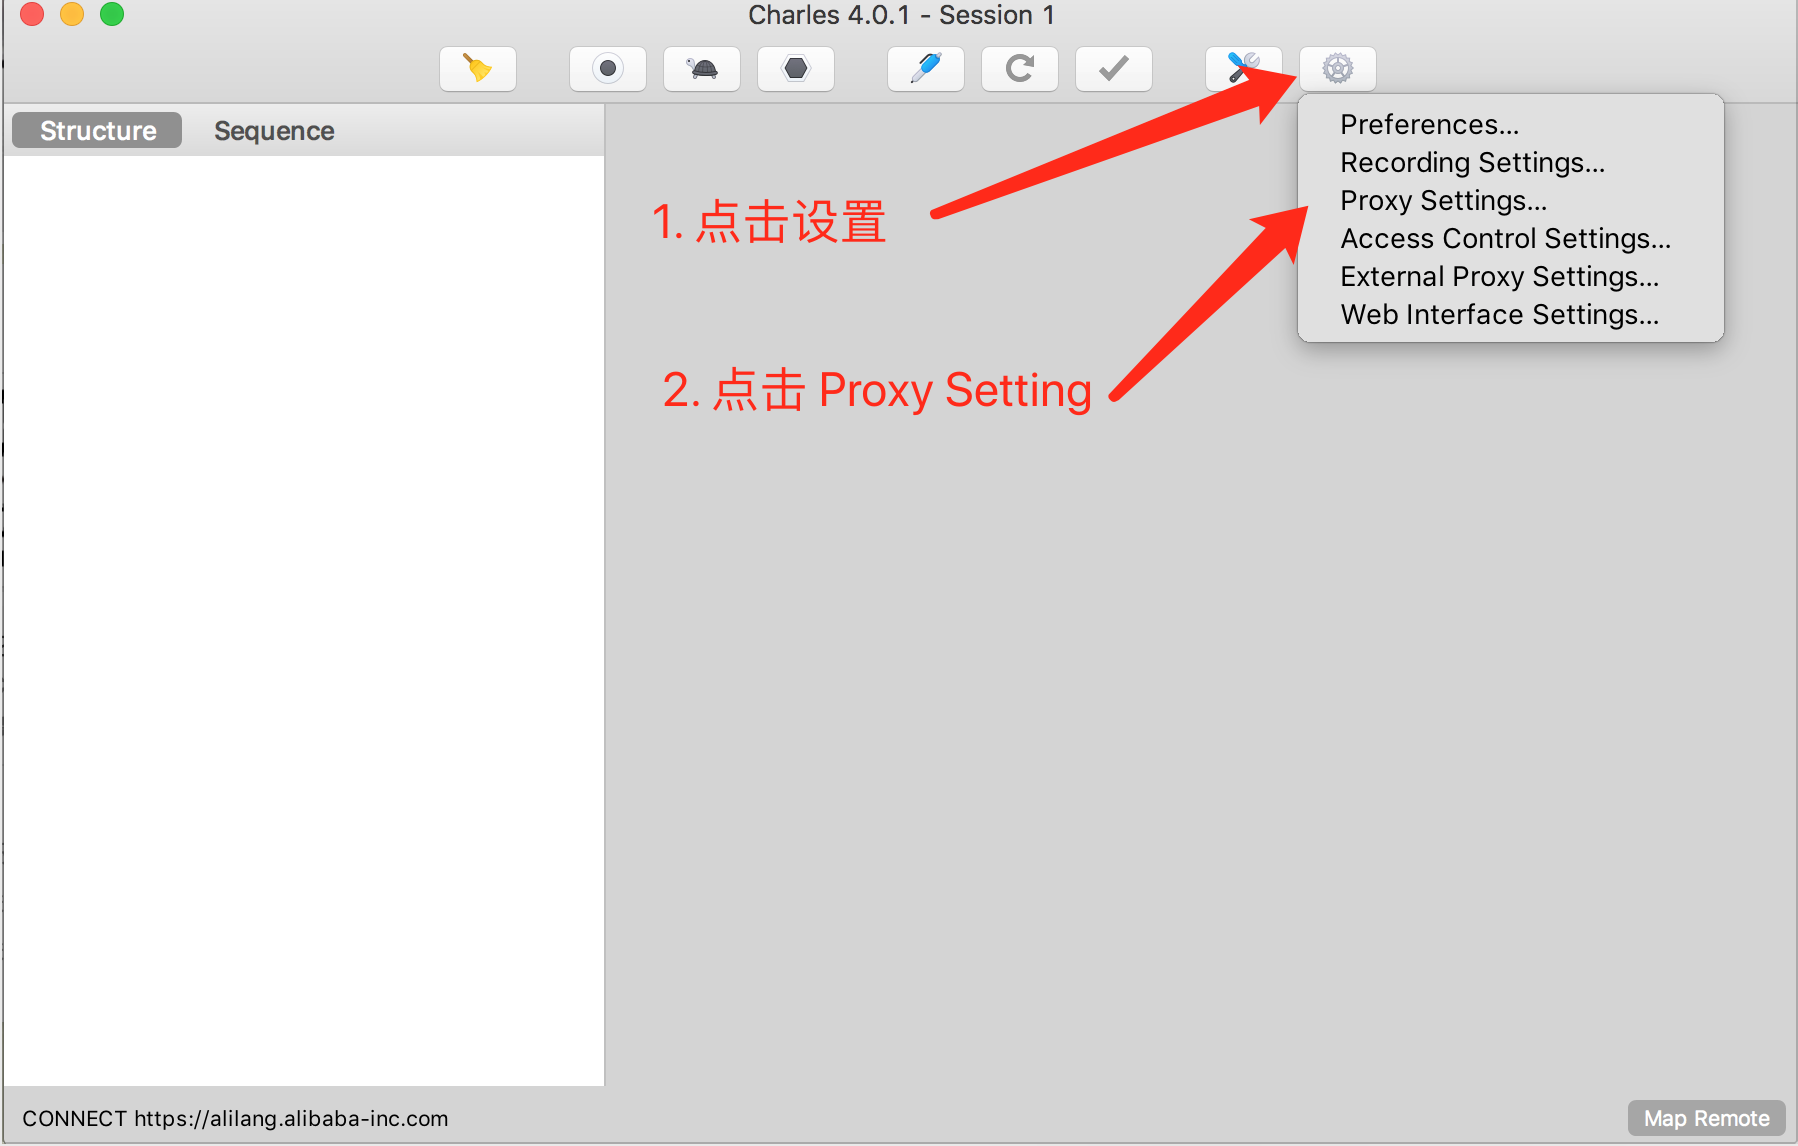 Charles 4.0.1 - Session 1
Structure
Sequence
Preferences...
Recording Settings...
Proxy Settings...
Access Control Settings...
External Proxy Settings...
Web Interface Settings...
1. 点击设置
2. 点击 Proxy Setting
CONNECT https://alilang.alibaba-inc.com
Map Remote